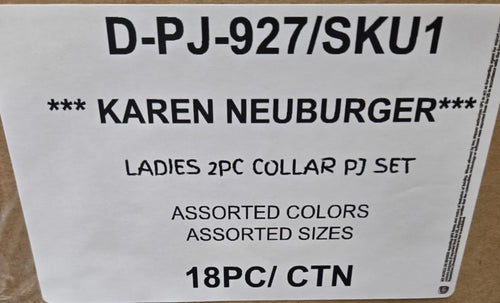 D-PJ-927/SKU1
*** KAREN NEUBURGER***
LADIES 2PC COLLAR PJ SET
ASSORTED COLORS
ASSORTED SIZES
18PC/ CTN